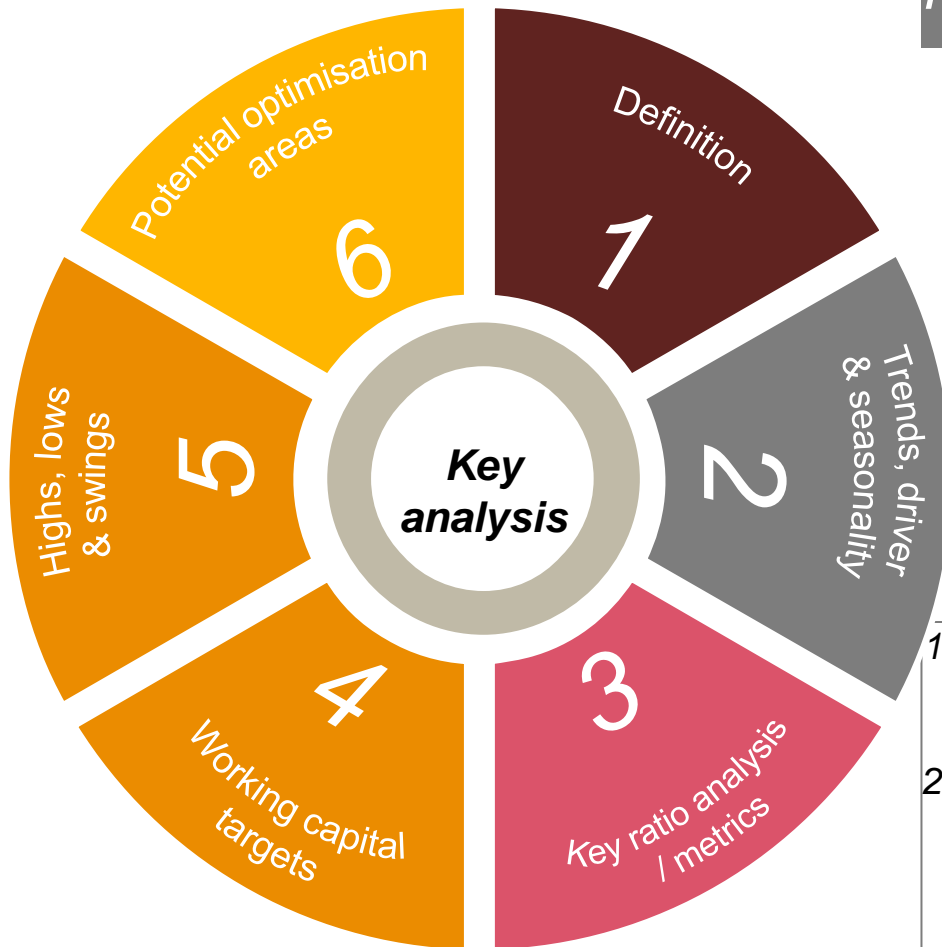 Key
analysis
Definition
1
Trends, driver
& seasonality
2
Key ratio analysis
/ metrics
3
Working capital
targets
4
Highs, lows
& swings
5
Potential optimisation
areas
6
1
2